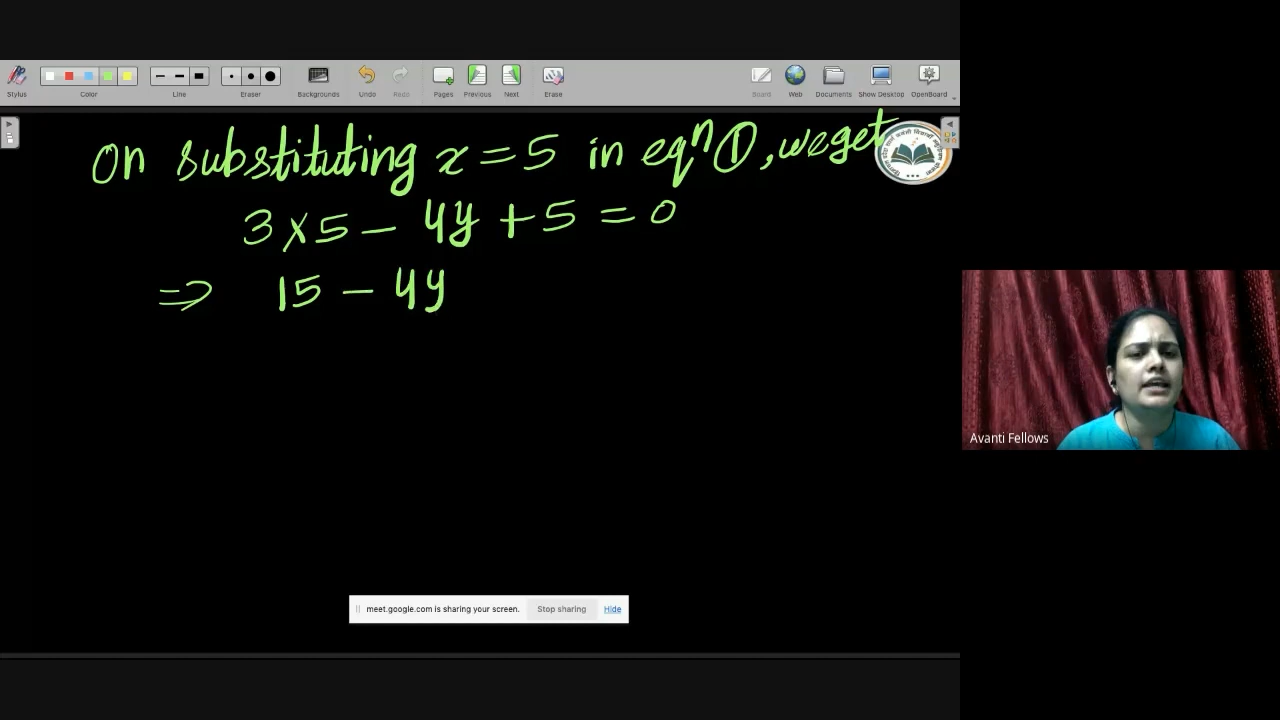 Stylus Color Line Eraser Backgrounds Undo Redo Pages Previous Next Erase Board Web Documents Show Desktop OpenBoard
On substituting x = 5 in eqⁿ ①, we get
3 × 5 – 4y + 5 = 0
⇒ 15 – 4y
Avanti Fellows
meet.google.com is sharing your screen. Stop sharing Hide